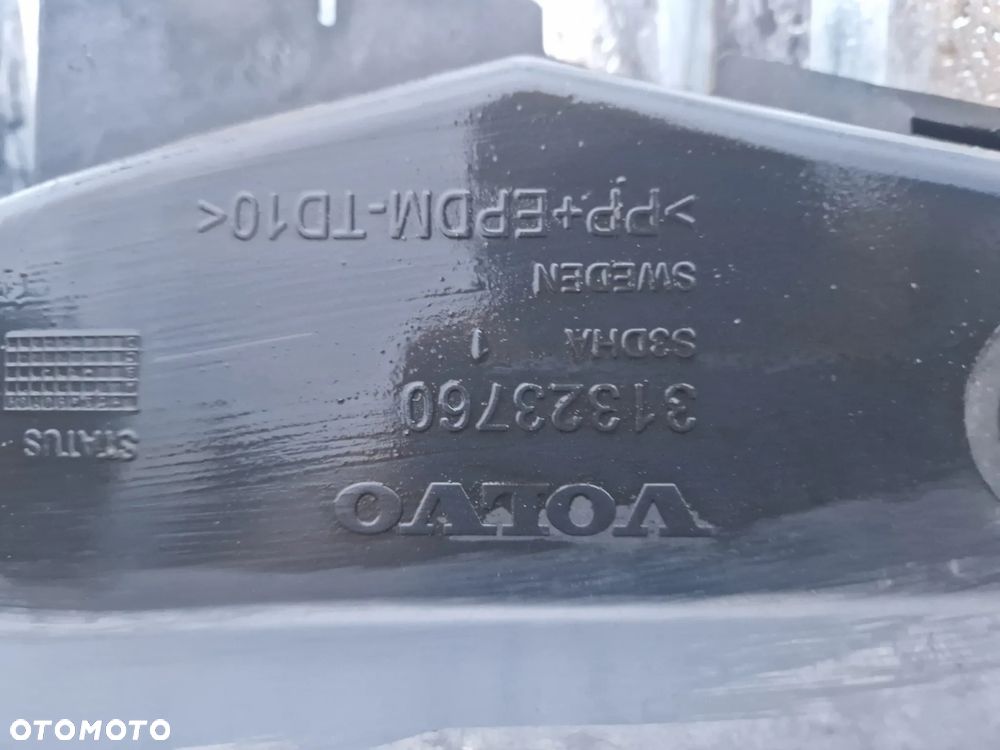 VOLVO
31323760
S3DHA 1
SWEDEN
>PP+EPDM-TD10<
STATUS
OTOMOTO